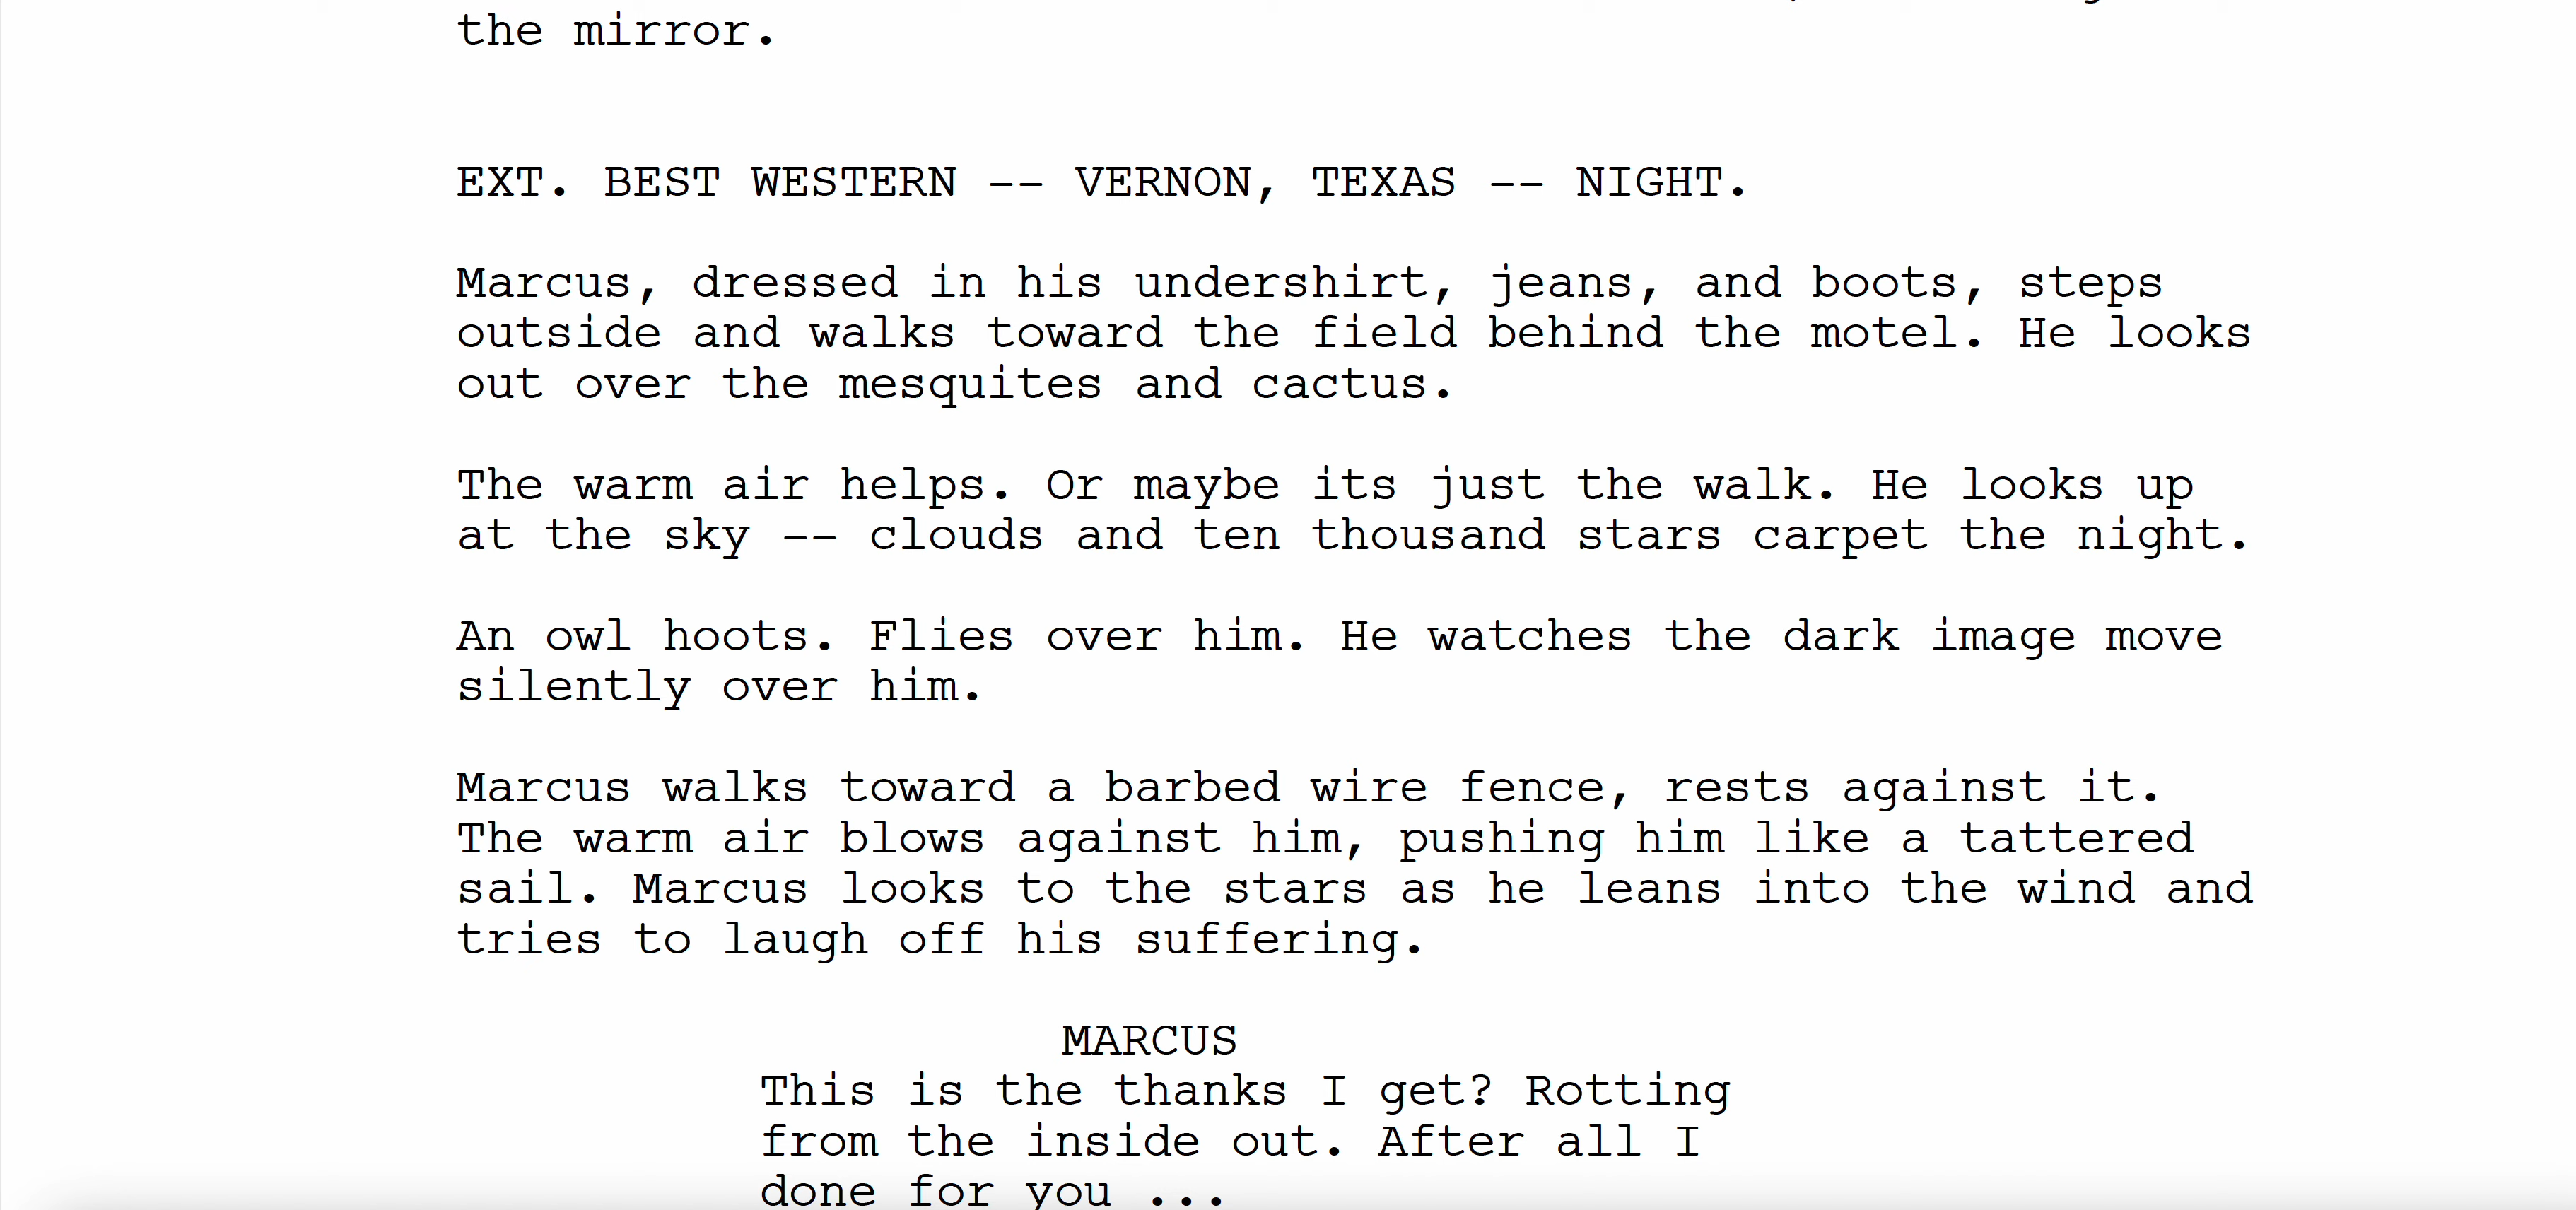 the mirror.
EXT. BEST WESTERN -- VERNON, TEXAS -- NIGHT.
Marcus, dressed in his undershirt, jeans, and boots, steps
outside and walks toward the field behind the motel. He looks
out over the mesquites and cactus.
The warm air helps. Or maybe its just the walk. He looks up
at the sky -- clouds and ten thousand stars carpet the night.
An owl hoots. Flies over him. He watches the dark image move
silently over him.
Marcus walks toward a barbed wire fence, rests against it.
The warm air blows against him, pushing him like a tattered
sail. Marcus looks to the stars as he leans into the wind and
tries to laugh off his suffering.
MARCUS
This is the thanks I get? Rotting
from the inside out. After all I
done for you ...